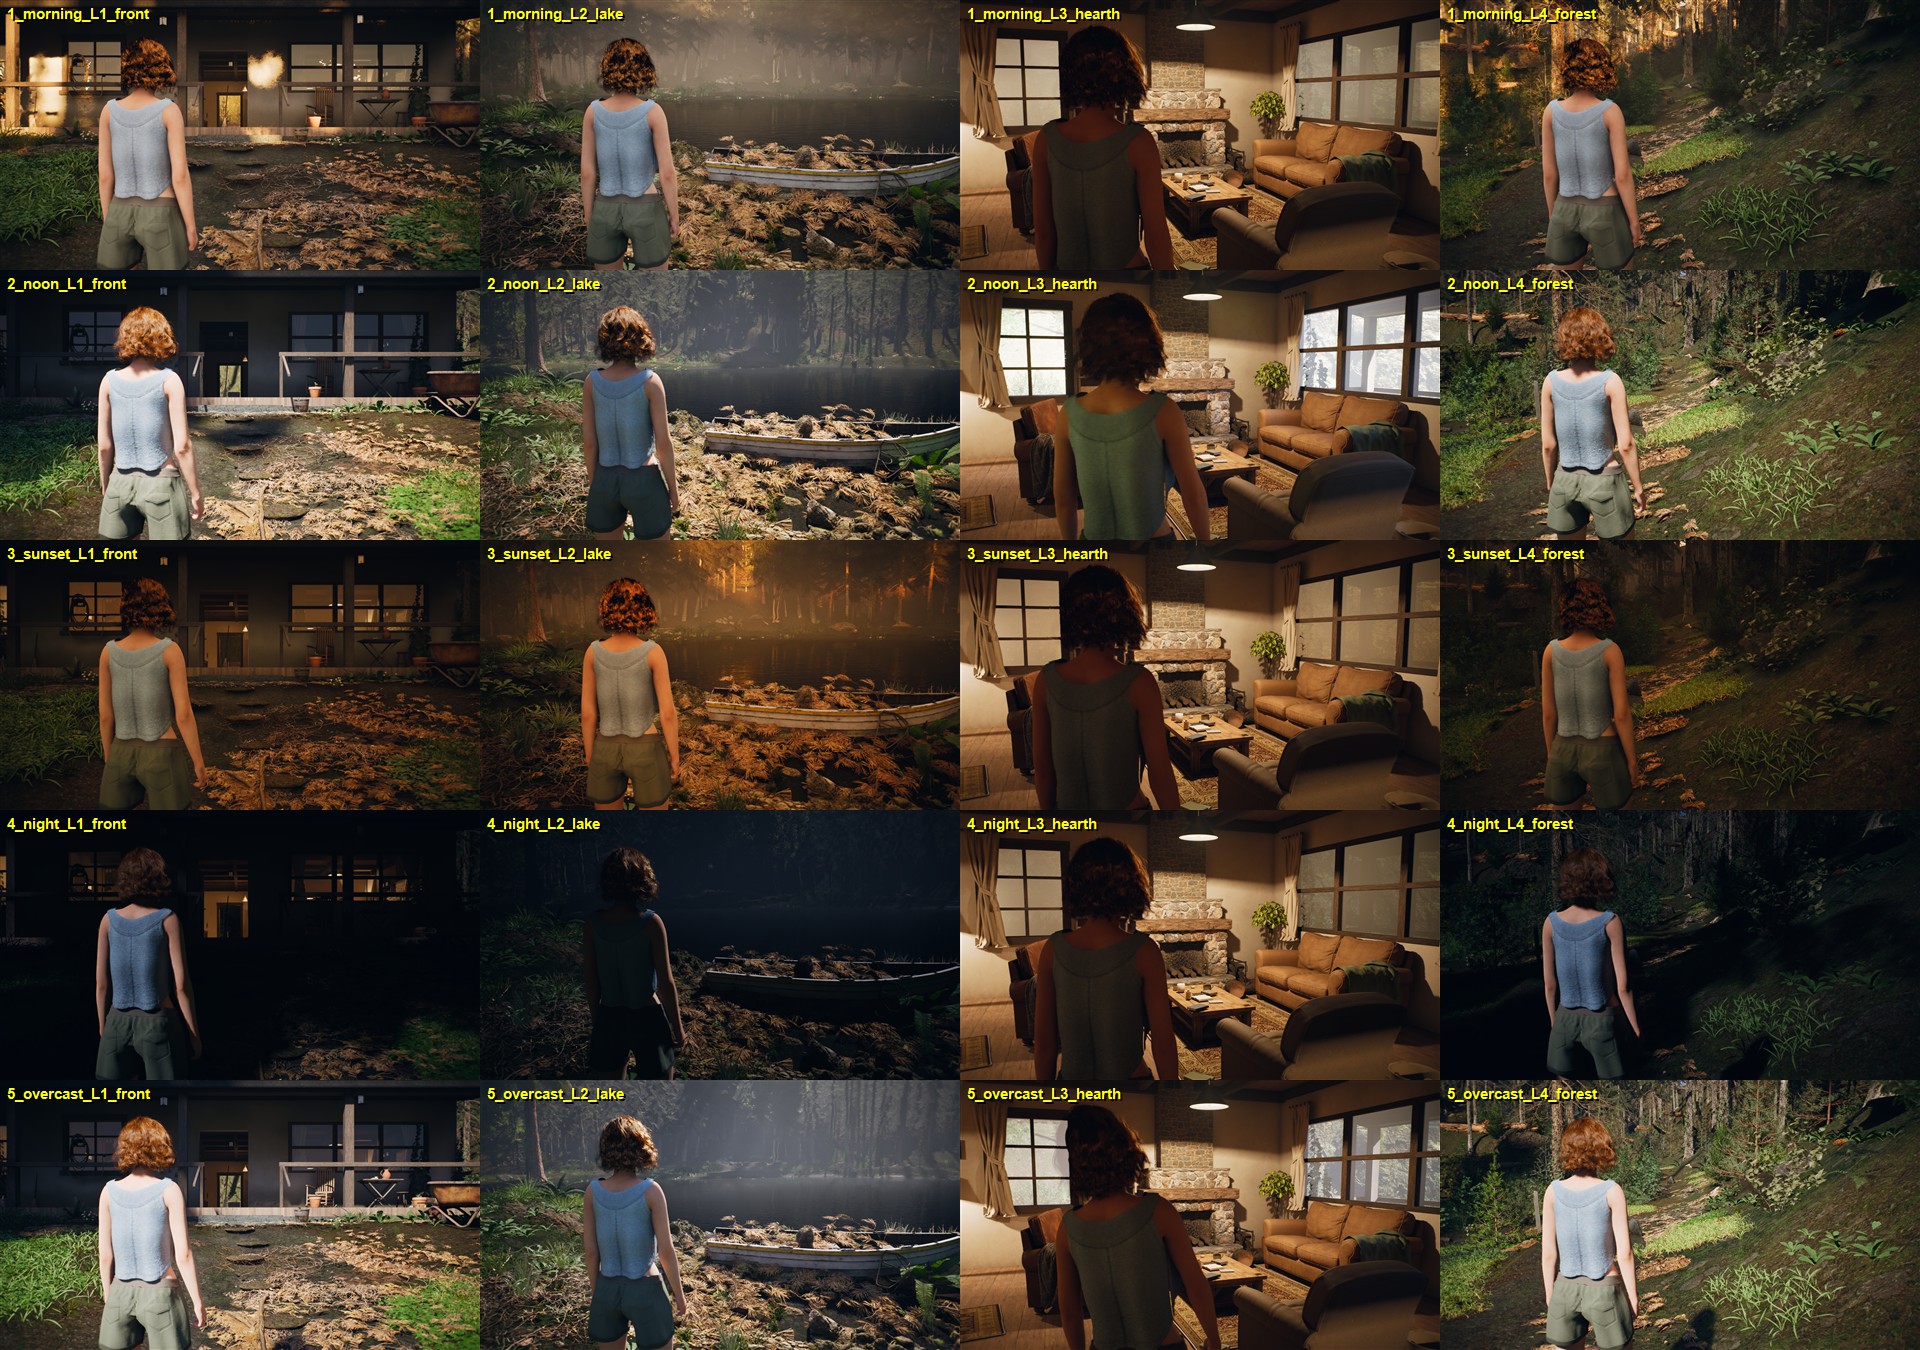 1_morning_L1_front
1_morning_L2_lake
1_morning_L3_hearth
1_morning_L4_forest
2_noon_L1_front
2_noon_L2_lake
2_noon_L3_hearth
2_noon_L4_forest
3_sunset_L1_front
3_sunset_L2_lake
3_sunset_L3_hearth
3_sunset_L4_forest
4_night_L1_front
4_night_L2_lake
4_night_L3_hearth
4_night_L4_forest
5_overcast_L1_front
5_overcast_L2_lake
5_overcast_L3_hearth
5_overcast_L4_forest